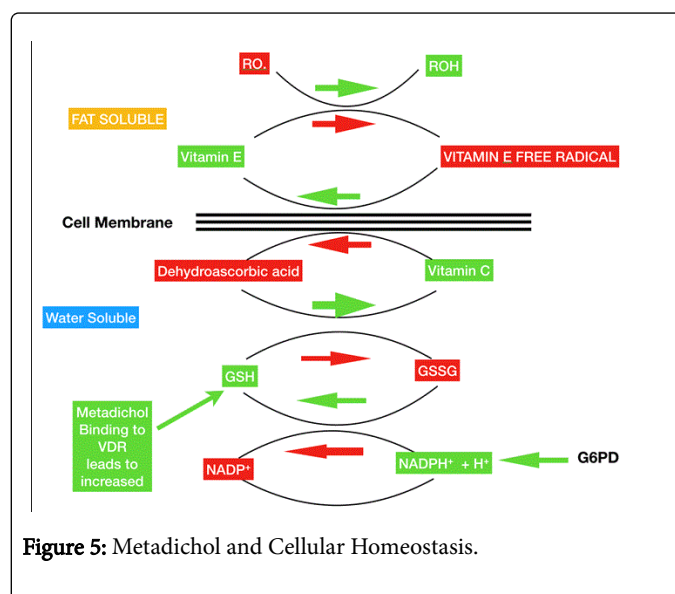 RO.
ROH
FAT SOLUBLE
Vitamin E
VITAMIN E FREE RADICAL
Cell Membrane
Dehydroascorbic acid
Vitamin C
Water Soluble
GSH
GSSG
Metadichol
Binding to
VDR
leads to
increased
NADP⁺
NADPH⁺ + H⁺
G6PD
Figure 5: Metadichol and Cellular Homeostasis.